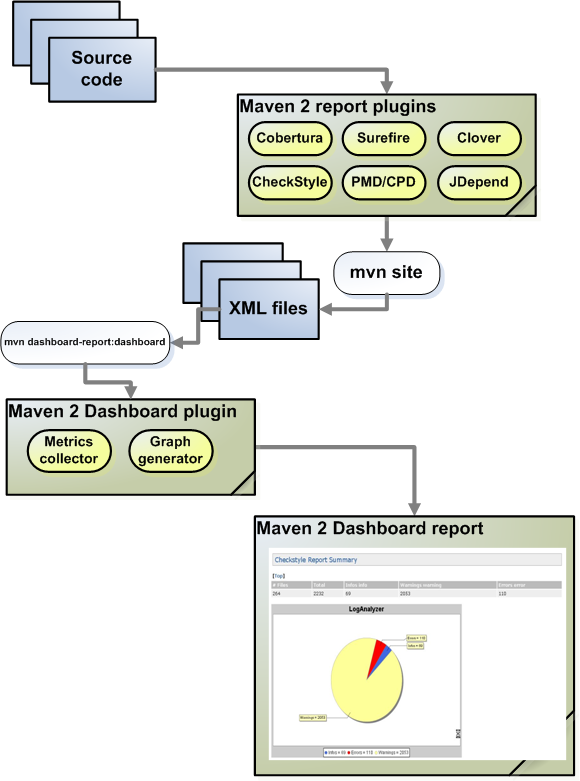 Source
code
Maven 2 report plugins
Cobertura
Surefire
Clover
CheckStyle
PMD/CPD
JDepend
mvn site
XML files
mvn dashboard-report:dashboard
Maven 2 Dashboard plugin
Metrics
collector
Graph
generator
Maven 2 Dashboard report
Checkstyle Report Summary
[Top]
# Files Total Infos info Warnings warning Errors error
264 2232 69 2053 110
LogAnalyzer
Errors = 110
Infos = 69
Warnings = 2053
Infos = 69 Errors = 110 Warnings = 2053